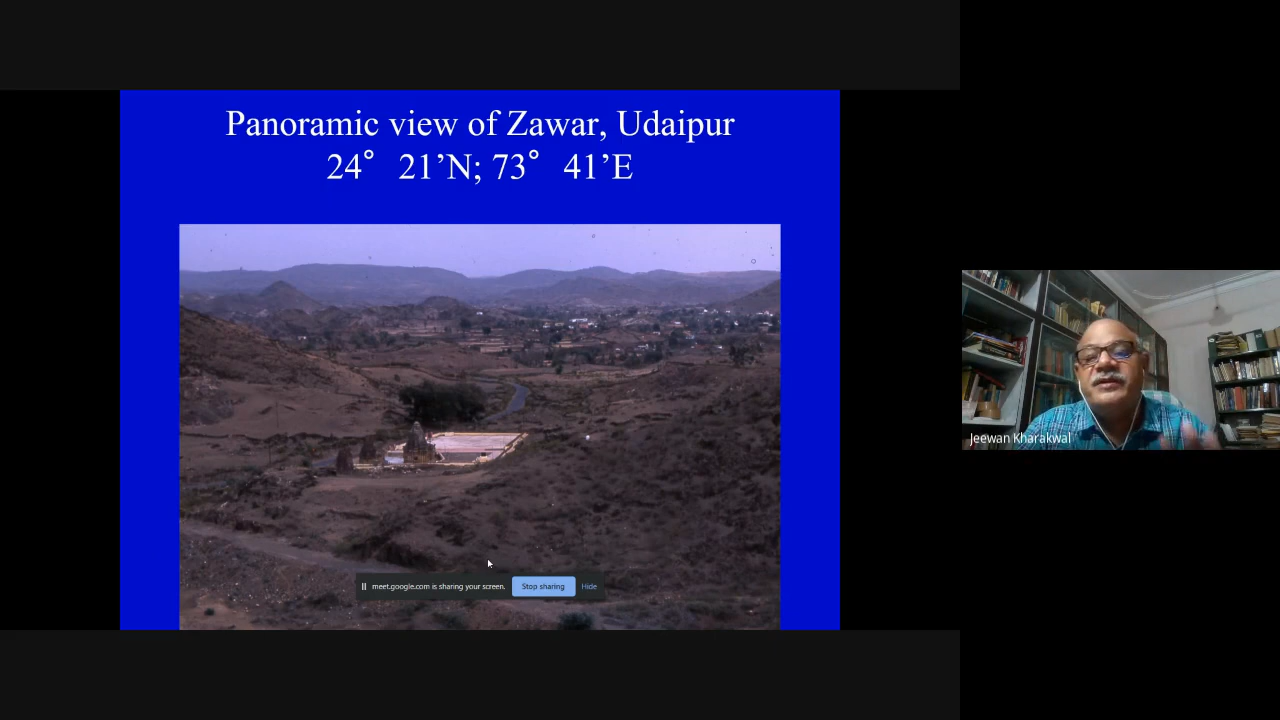 Panoramic view of Zawar, Udaipur
24° 21’N; 73° 41’E
Jeewan Kharakwal
meet.google.com is sharing your screen. Stop sharing Hide